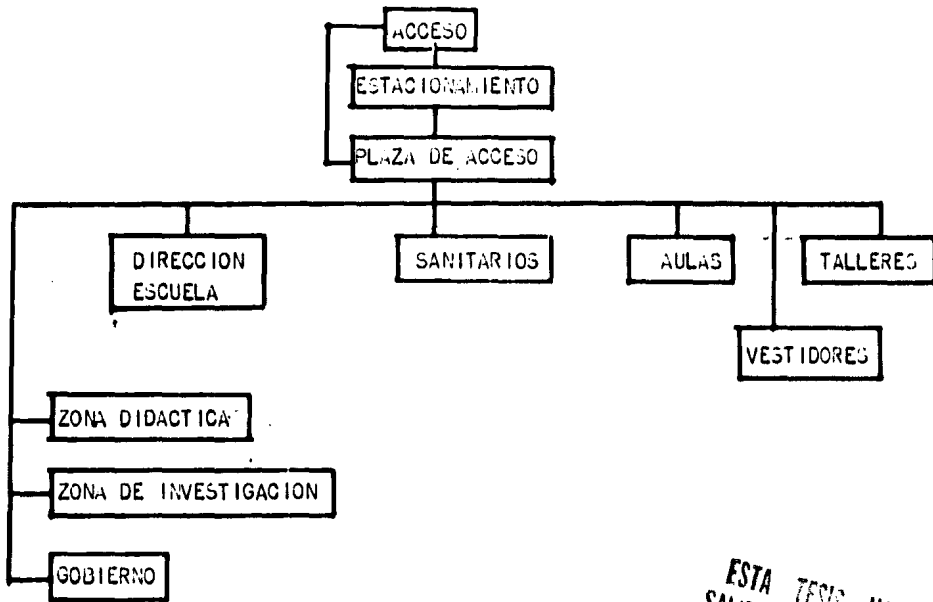 ACCESO
ESTACIONAMIENTO
PLAZA DE ACCESO
DIRECCION
ESCUELA
SANITARIOS
AULAS
TALLERES
VESTIDORES
ZONA DIDACTICA
ZONA DE INVESTIGACION
GOBIERNO
ESTA TESIS